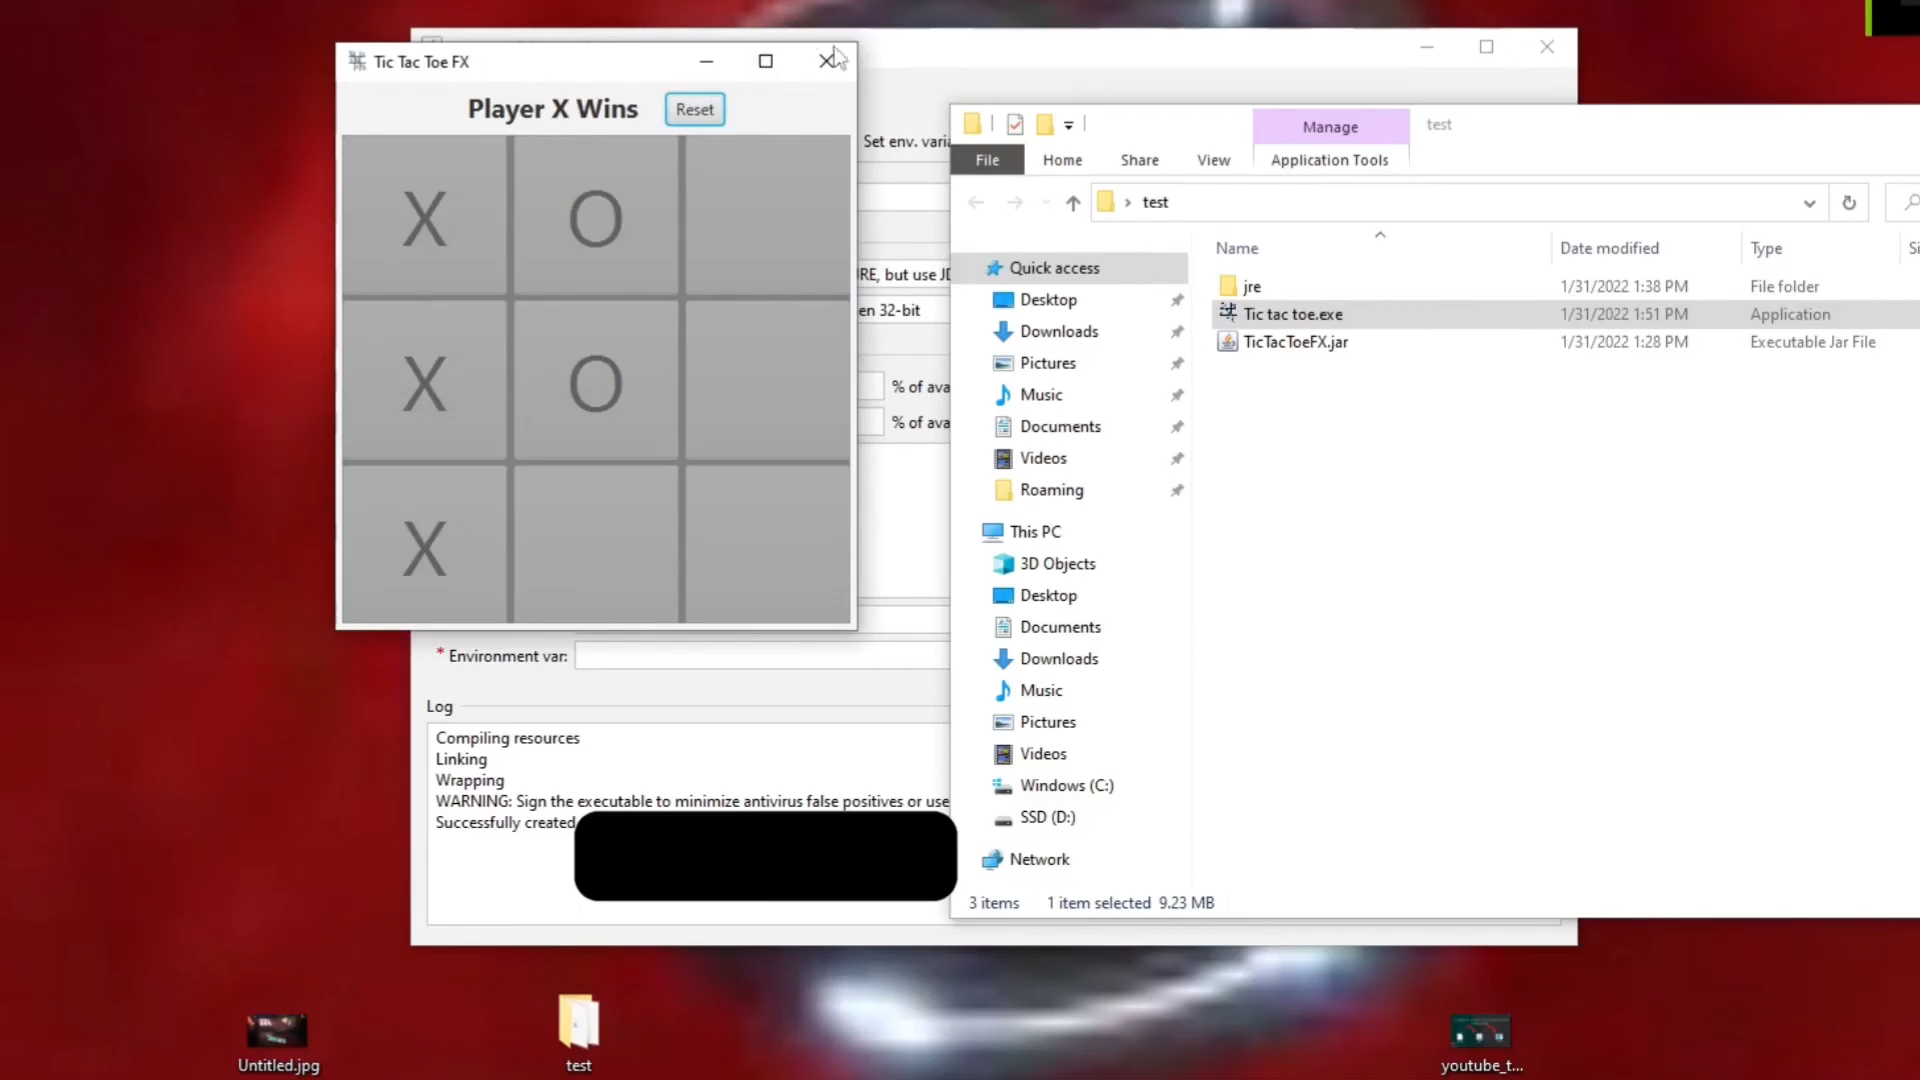 Tic Tac Toe FX
Player X Wins
Reset
X O
X O
X
Set env. varia
RE, but use JD
en 32-bit
% of ava
% of ava
* Environment var:
Log
Compiling resources
Linking
Wrapping
WARNING: Sign the executable to minimize antivirus false positives or use
Successfully created
Manage
test
File
Home
Share
View
Application Tools
test
Name
Date modified
Type
Si
Quick access
Desktop
Downloads
Pictures
Music
Documents
Videos
Roaming
This PC
3D Objects
Desktop
Documents
Downloads
Music
Pictures
Videos
Windows (C:)
SSD (D:)
Network
jre 1/31/2022 1:38 PM File folder
Tic tac toe.exe 1/31/2022 1:51 PM Application
TicTacToeFX.jar 1/31/2022 1:28 PM Executable Jar File
3 items 1 item selected 9.23 MB
Untitled.jpg
test
youtube_t...